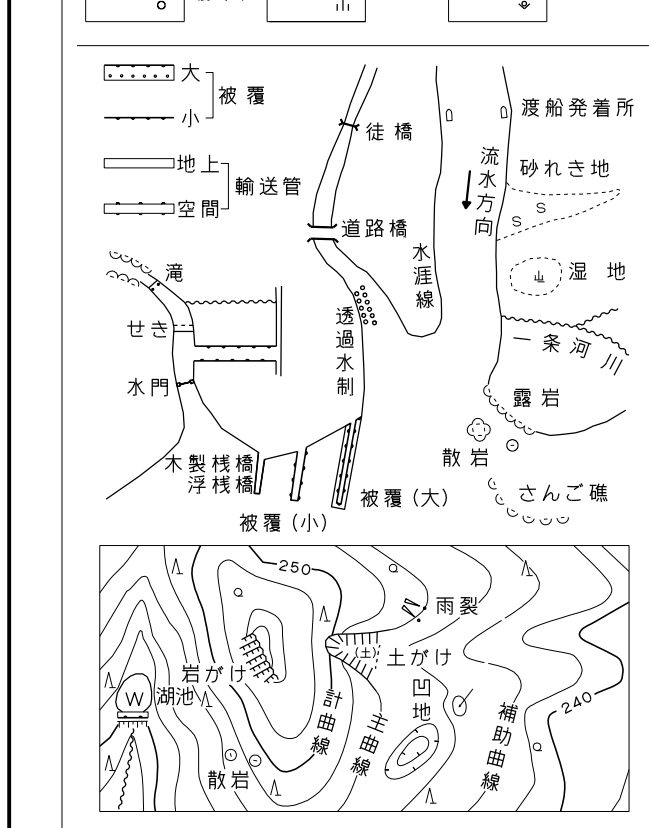 大
小
被覆
地上
空間
輸送管
徒橋
道路橋
水涯線
渡船発着所
流水方向
砂れき地
S S
湿地
一条河川
滝
せき
水門
透過水制
露岩
散岩
さんご礁
木製桟橋
浮桟橋
被覆(大)
被覆(小)
250
雨裂
(土)
土がけ
岩がけ
W
湖池
計曲線
主曲線
凹地
補助曲線
240
散岩